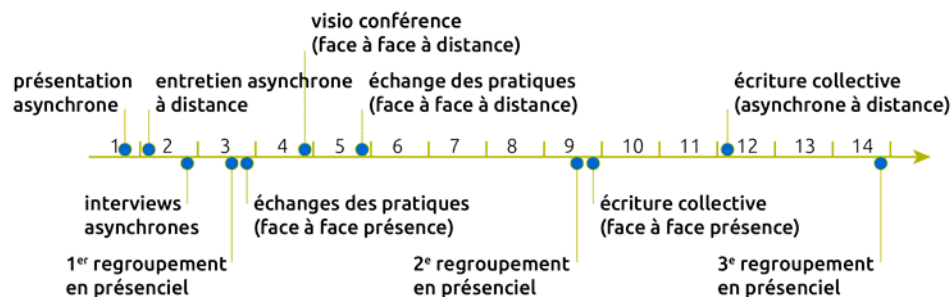 visio conférence
(face à face à distance)
présentation
asynchrone
entretien asynchrone
à distance
échange des pratiques
(face à face à distance)
écriture collective
(asynchrone à distance)
1 2 3 4 5 6 7 8 9 10 11 12 13 14
interviews
asynchrones
échanges des pratiques
(face à face présence)
écriture collective
(face à face présence)
1er regroupement
en présenciel
2e regroupement
en présenciel
3e regroupement
en présenciel